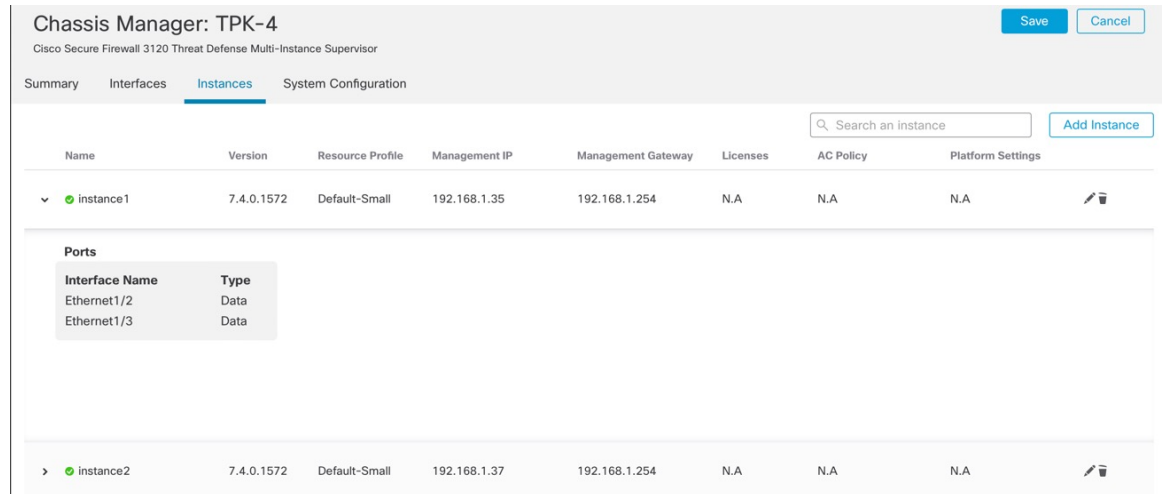 Chassis Manager: TPK-4
Save
Cancel
Cisco Secure Firewall 3120 Threat Defense Multi-Instance Supervisor
Summary Interfaces Instances System Configuration
Search an instance
Add Instance
Name Version Resource Profile Management IP Management Gateway Licenses AC Policy Platform Settings
instance1 7.4.0.1572 Default-Small 192.168.1.35 192.168.1.254 N.A N.A N.A
Ports
Interface Name Type
Ethernet1/2 Data
Ethernet1/3 Data
instance2 7.4.0.1572 Default-Small 192.168.1.37 192.168.1.254 N.A N.A N.A